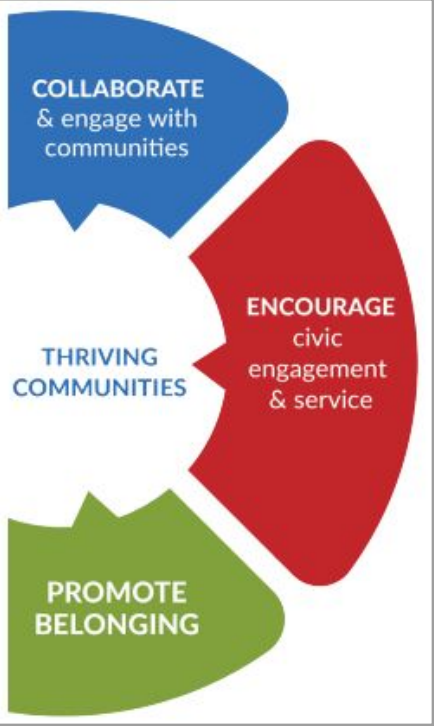 COLLABORATE
& engage with
communities
ENCOURAGE
civic
engagement
& service
THRIVING
COMMUNITIES
PROMOTE
BELONGING